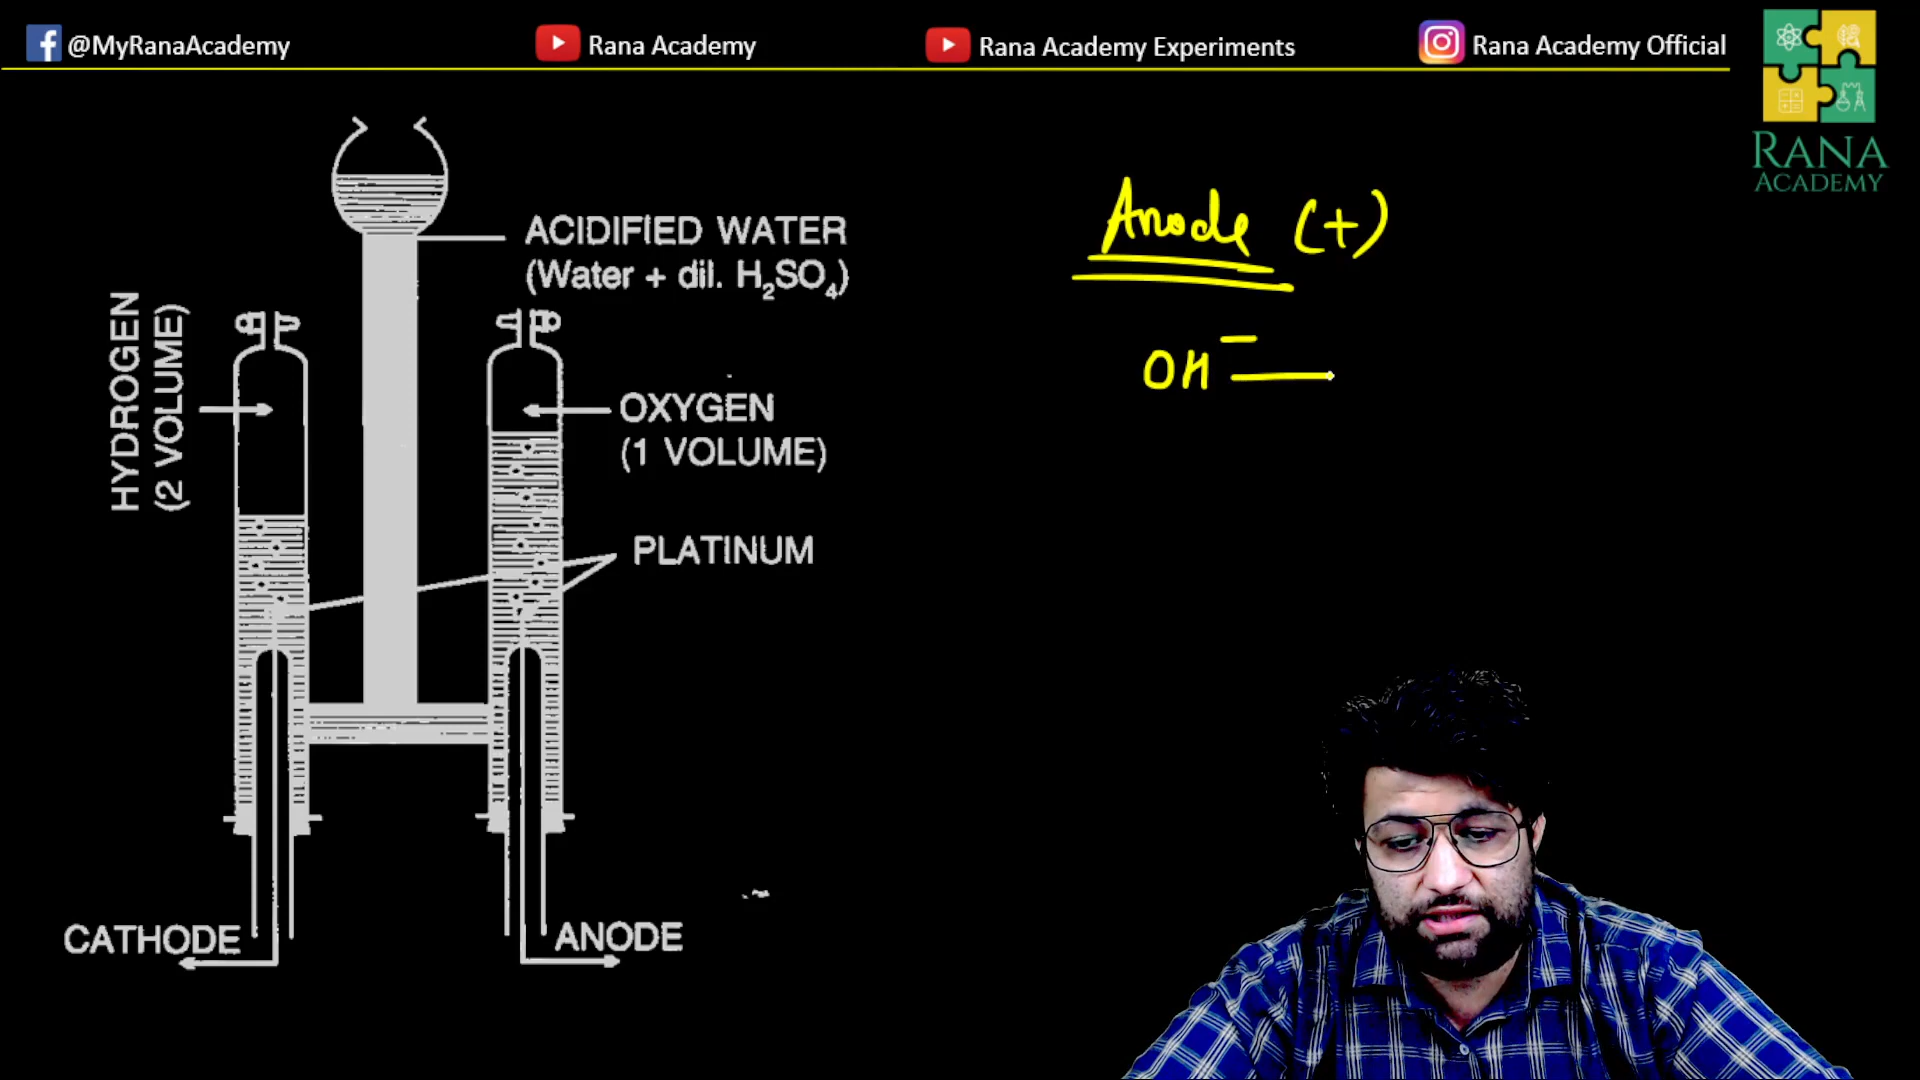 @MyRanaAcademy
Rana Academy
Rana Academy Experiments
Rana Academy Official
RANA
ACADEMY
ACIDIFIED WATER
(Water + dil. H₂SO₄)
HYDROGEN
(2 VOLUME)
OXYGEN
(1 VOLUME)
PLATINUM
CATHODE
ANODE
Anode (+)
OH⁻ —